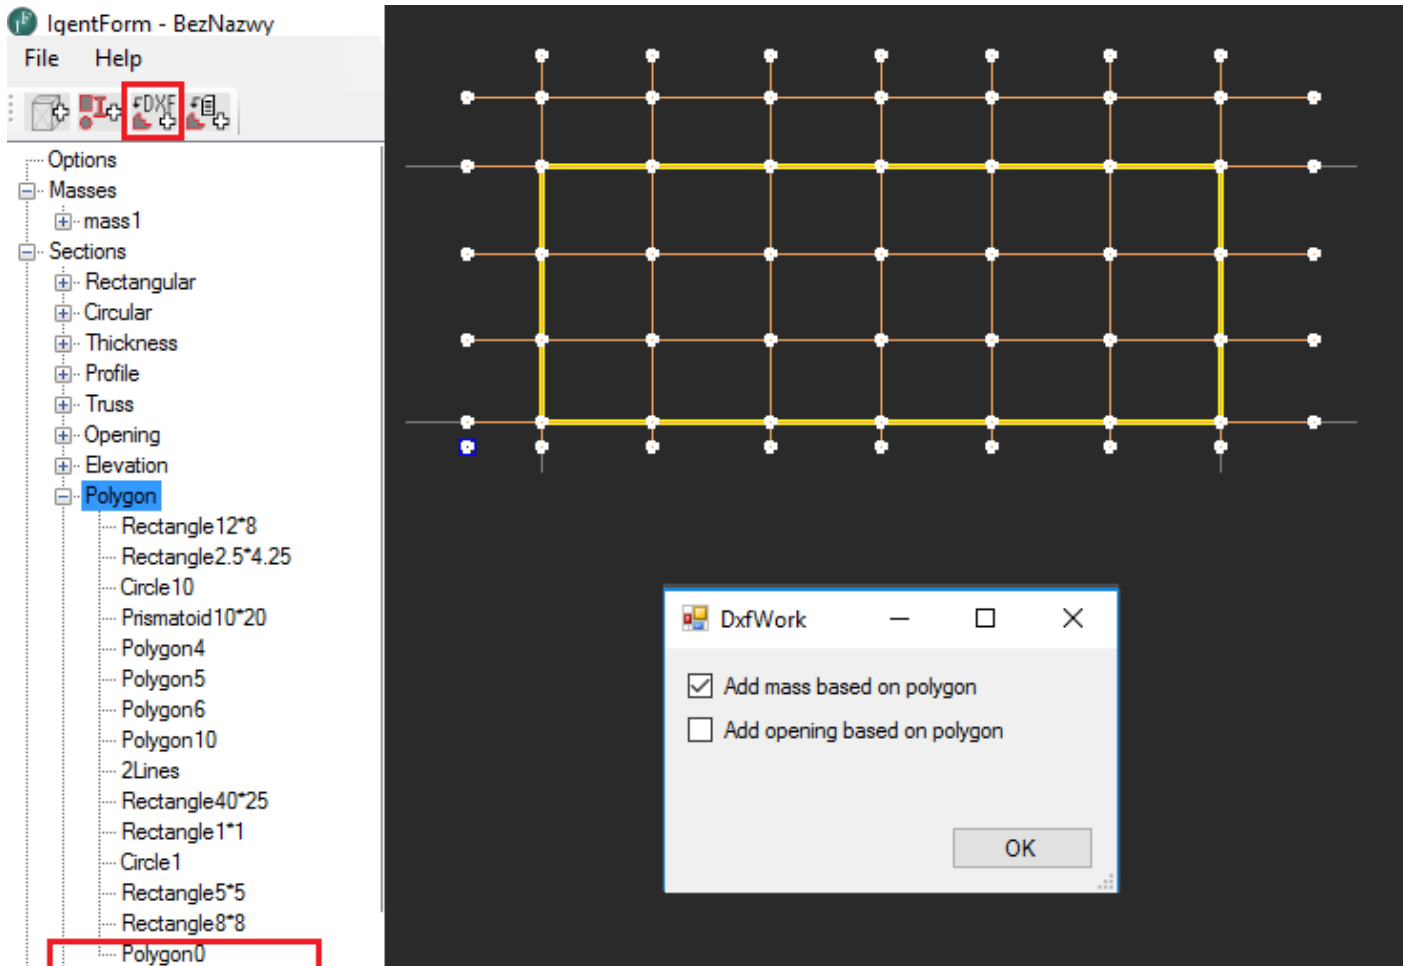 IqentForm - BezNazwy
File Help
DXF
Options
Masses
mass1
Sections
Rectangular
Circular
Thickness
Profile
Truss
Opening
Elevation
Polygon
Rectangle12*8
Rectangle2.5*4.25
Circle10
Prismatoid10*20
Polygon4
Polygon5
Polygon6
Polygon10
2Lines
Rectangle40*25
Rectangle1*1
Circle1
Rectangle5*5
Rectangle8*8
Polygon0
DxfWork
Add mass based on polygon
Add opening based on polygon
OK